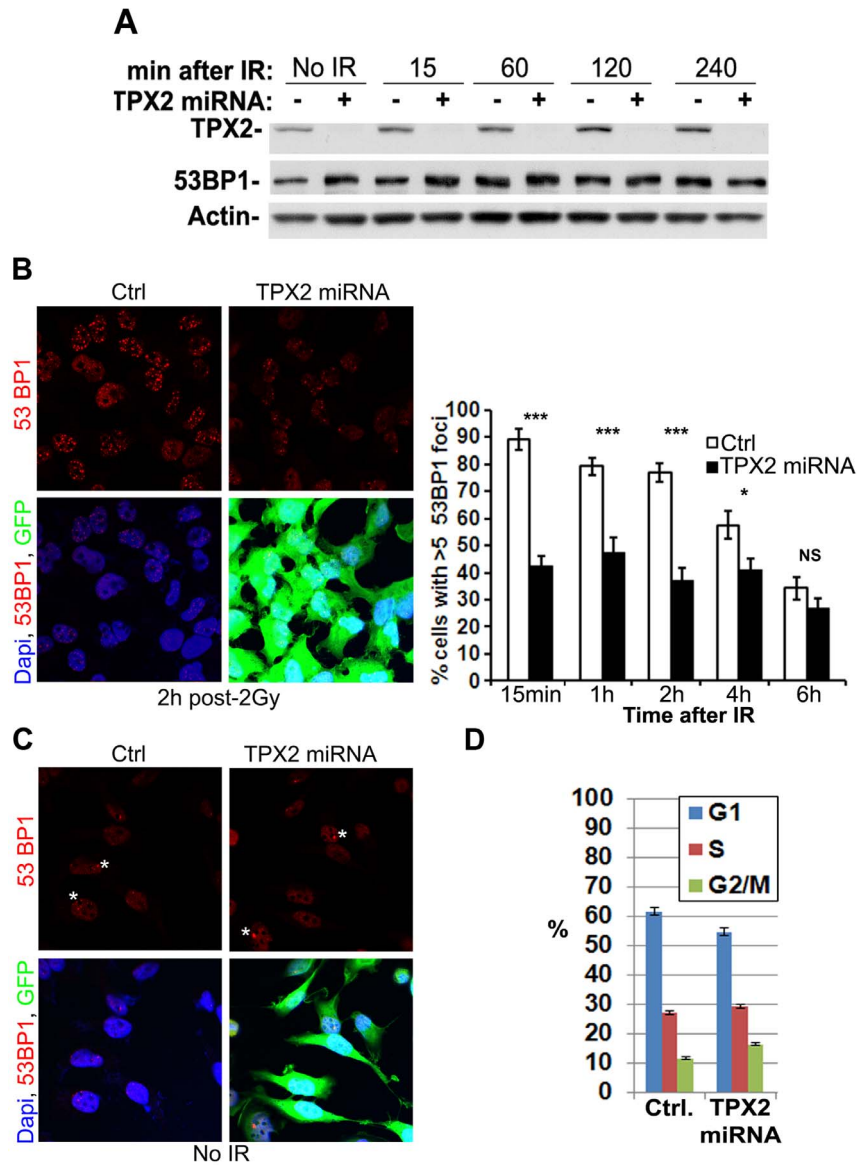 A
min after IR: No IR 15 60 120 240
TPX2 miRNA: - + - + - + - + - +
TPX2-
53BP1-
Actin-
B
Ctrl TPX2 miRNA
53 BP1
Dapi, 53BP1, GFP
2h post-2Gy
% cells with >5 53BP1 foci
100
90
80
70
60
50
40
30
20
10
0
*** *** *** * NS
Ctrl
TPX2 miRNA
15min 1h 2h 4h 6h
Time after IR
C
Ctrl TPX2 miRNA
53 BP1
* *
* *
Dapi, 53BP1, GFP
No IR
D
%
100
90
80
70
60
50
40
30
20
10
0
G1
S
G2/M
Ctrl. TPX2
miRNA